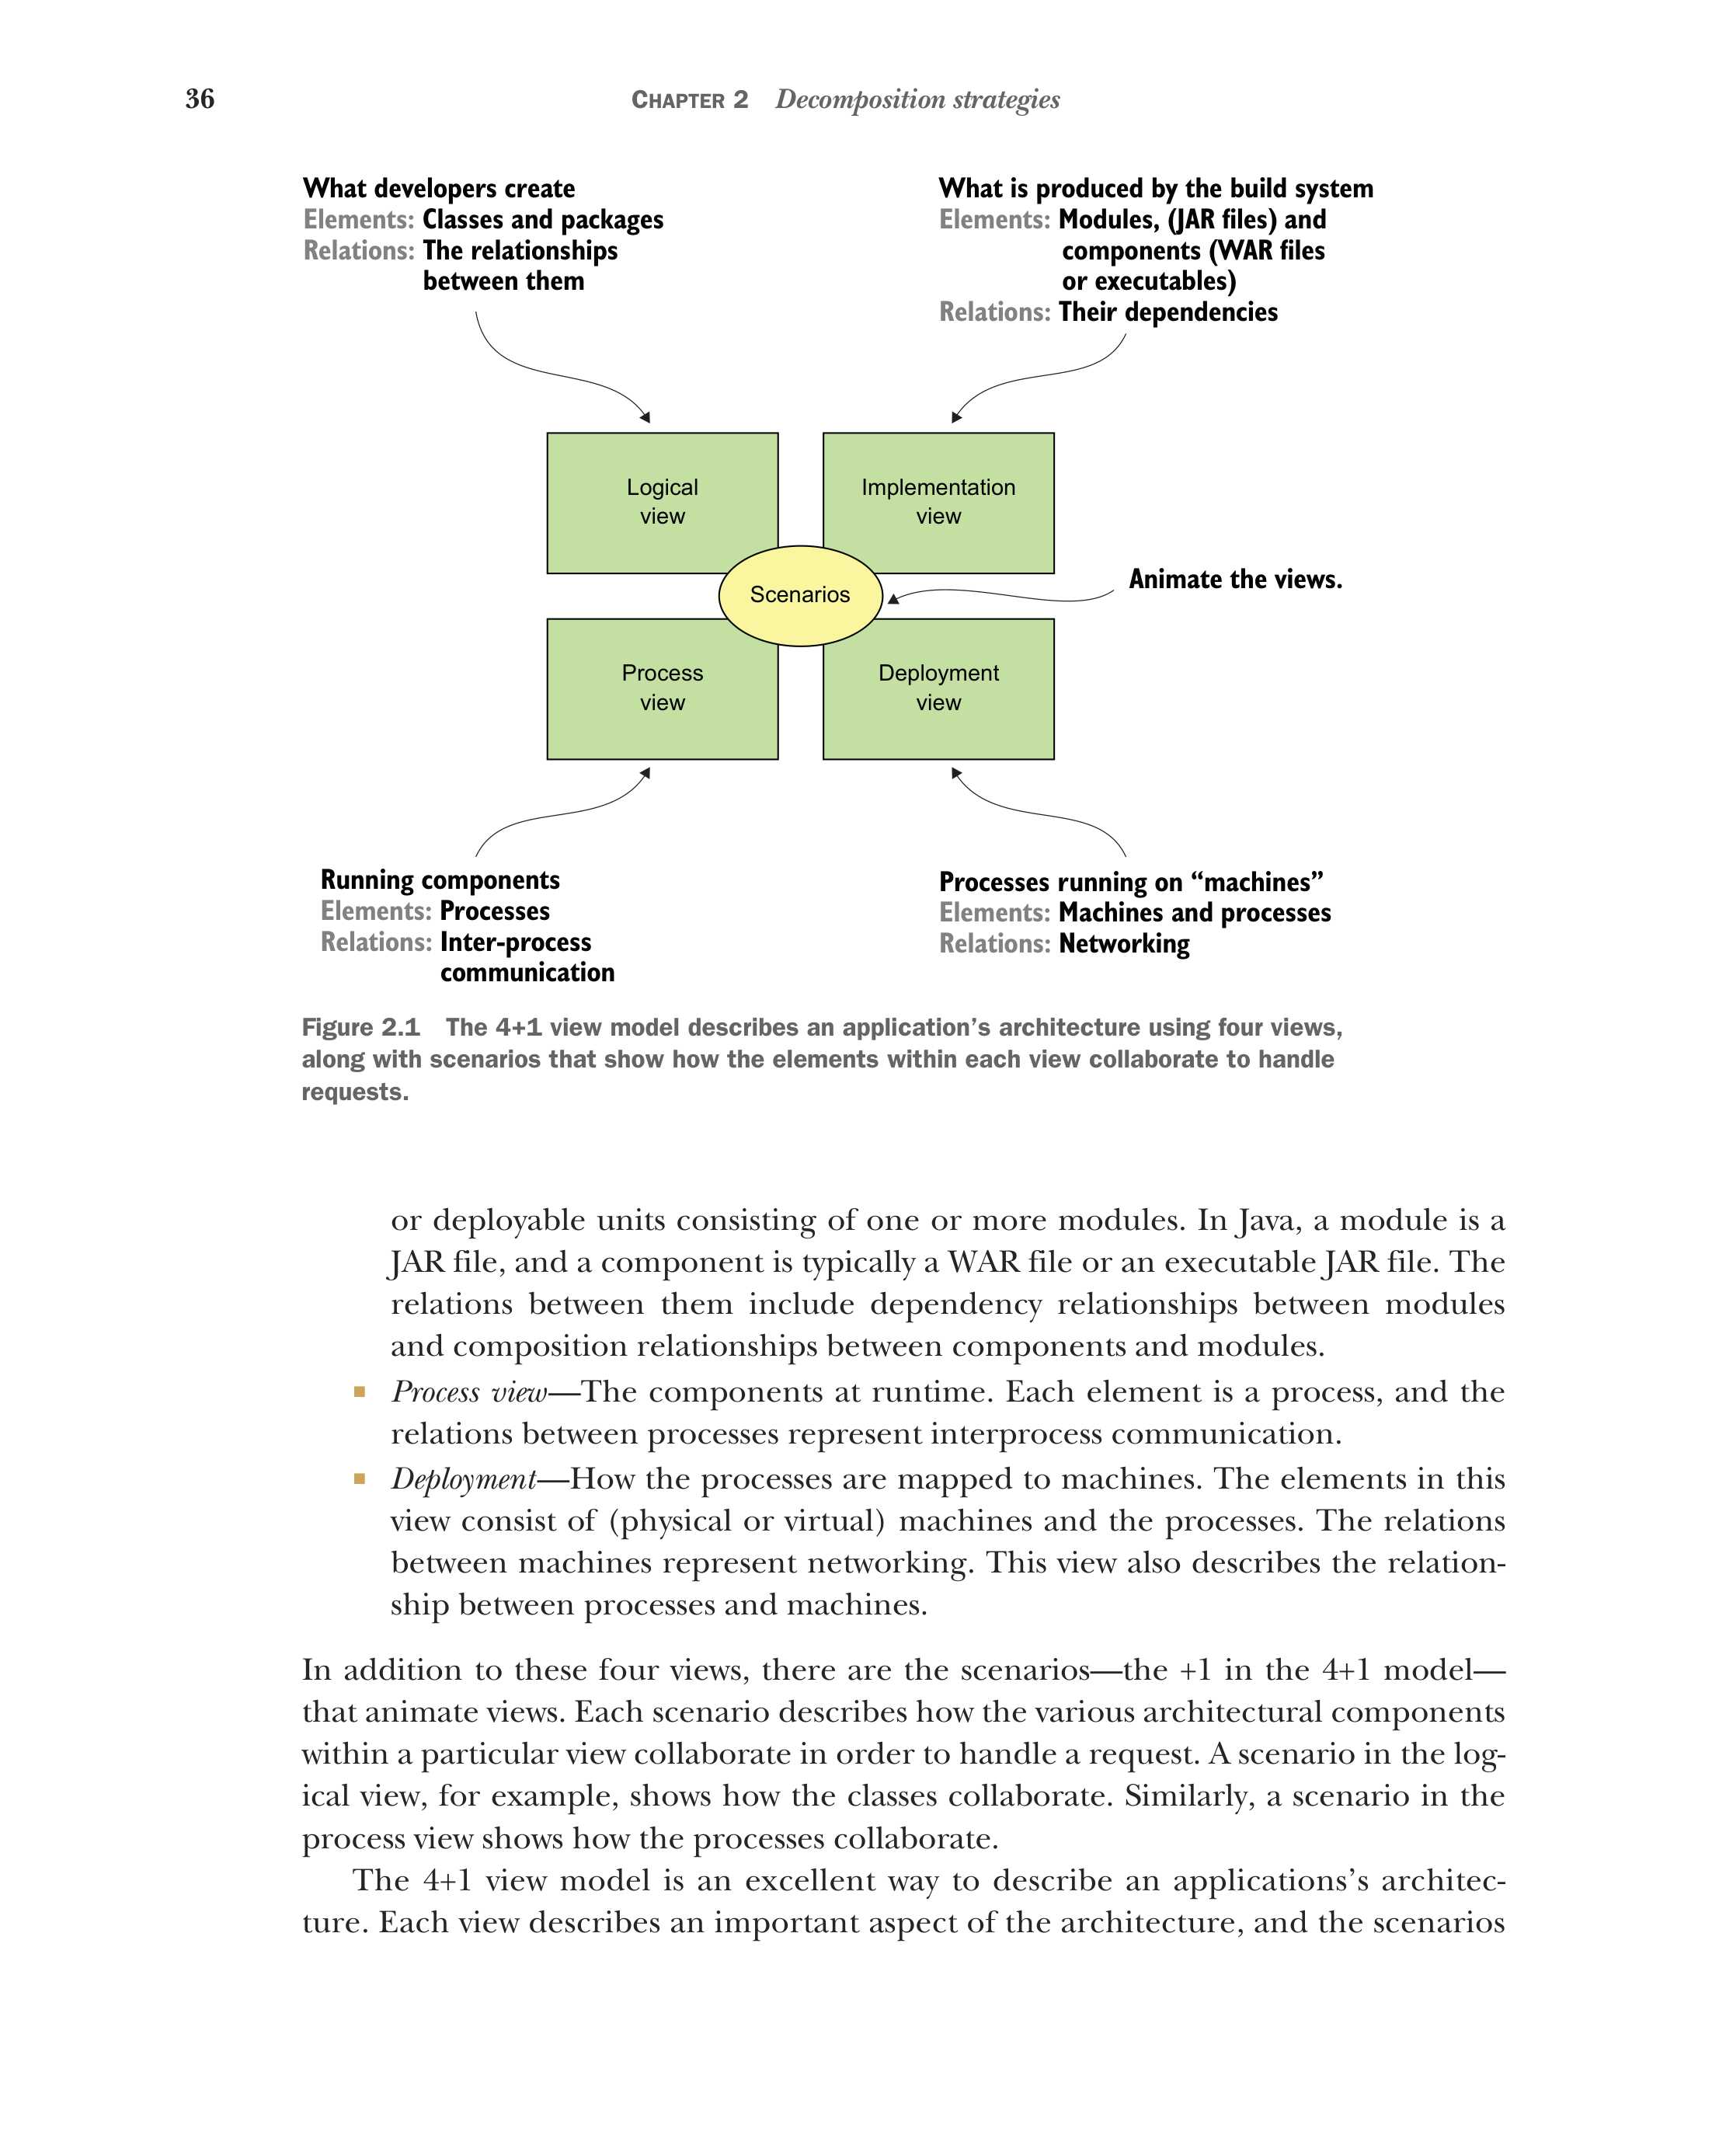 36
CHAPTER 2 Decomposition strategies
What developers create
Elements: Classes and packages
Relations: The relationships
between them
What is produced by the build system
Elements: Modules, (JAR files) and
components (WAR files
or executables)
Relations: Their dependencies
Logical
view
Implementation
view
Scenarios
Animate the views.
Process
view
Deployment
view
Running components
Elements: Processes
Relations: Inter-process
communication
Processes running on “machines”
Elements: Machines and processes
Relations: Networking
Figure 2.1 The 4+1 view model describes an application’s architecture using four views,
along with scenarios that show how the elements within each view collaborate to handle
requests.
or deployable units consisting of one or more modules. In Java, a module is a
JAR file, and a component is typically a WAR file or an executable JAR file. The
relations between them include dependency relationships between modules
and composition relationships between components and modules.
■ Process view—The components at runtime. Each element is a process, and the
relations between processes represent interprocess communication.
■ Deployment—How the processes are mapped to machines. The elements in this
view consist of (physical or virtual) machines and the processes. The relations
between machines represent networking. This view also describes the relation-
ship between processes and machines.
In addition to these four views, there are the scenarios—the +1 in the 4+1 model—
that animate views. Each scenario describes how the various architectural components
within a particular view collaborate in order to handle a request. A scenario in the log-
ical view, for example, shows how the classes collaborate. Similarly, a scenario in the
process view shows how the processes collaborate.
The 4+1 view model is an excellent way to describe an applications’s architec-
ture. Each view describes an important aspect of the architecture, and the scenarios